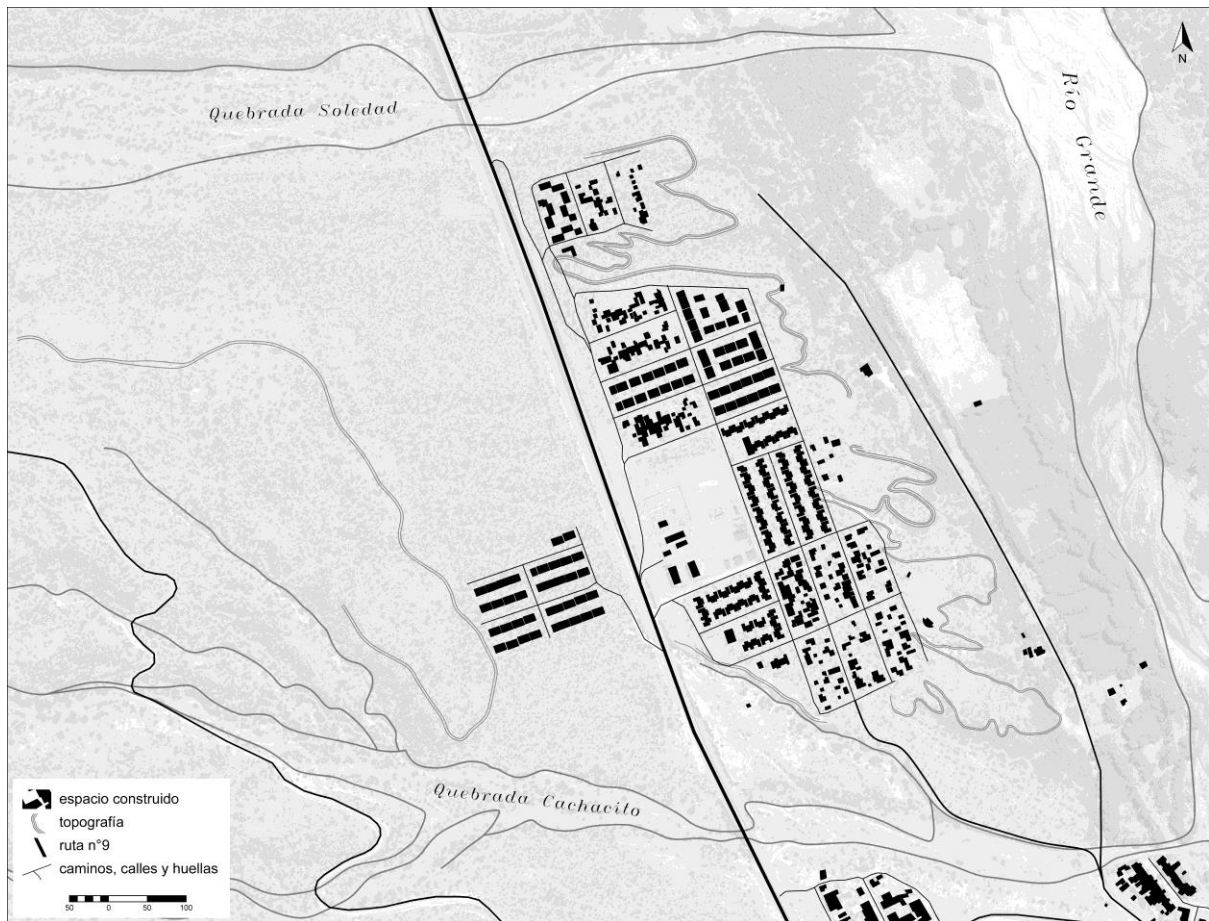 N
Quebrada Soledad
Río Grande
Quebrada Cachacito
espacio construido
topografía
ruta n°9
caminos, calles y huellas
50 0 50 100